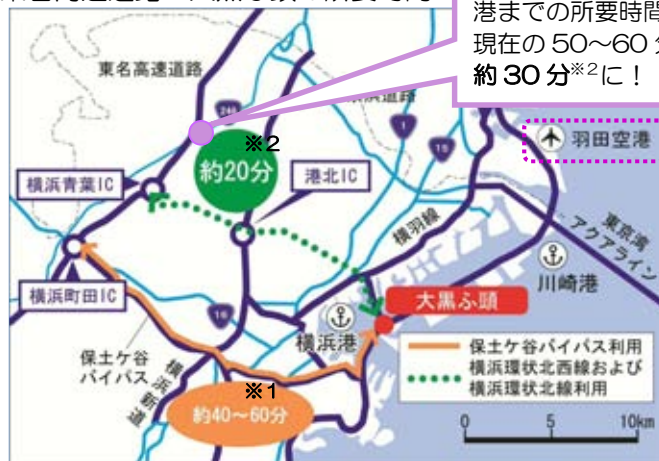 港までの所要時間
現在の50〜60分
約30分※2に！
東名高速道路
246
※2
約20分
1
15
羽田空港
横浜青葉IC
港北IC
横羽線
東京湾
アクアライン
川崎港
横浜町田IC
大黒ふ頭
16
横浜港
保土ケ谷
バイパス
横浜新道
※1
約40〜60分
保土ケ谷バイパス利用
横浜環状北西線および
横浜環状北線利用
0 5 10km